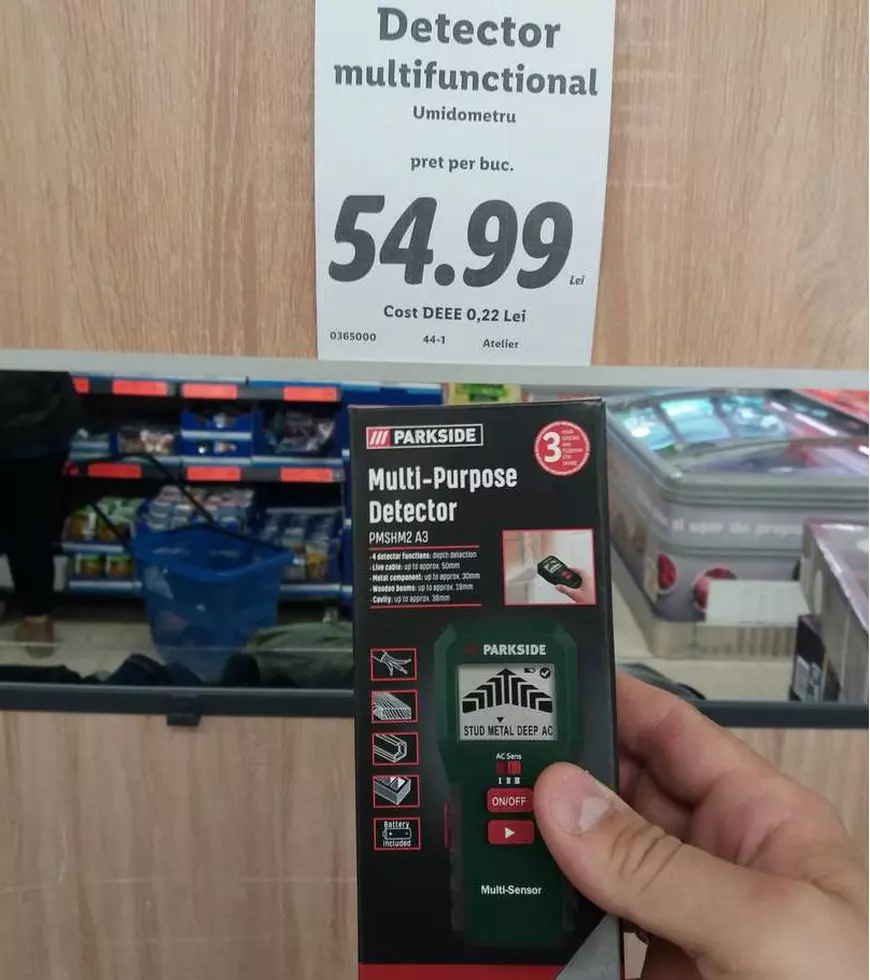 Detector
multifunctional
Umidometru
pret per buc.
54.99
Lei
Cost DEEE 0,22 Lei
0365000 44-1 Atelier
PARKSIDE
3
Multi-Purpose
Detector
PMSHM2 A3
- 4 detector functions: depth detection
- Live cable: up to approx. 50mm
- Metal component: up to approx. 30mm
- Wooden beams: up to approx. 19mm
- Cavity: up to approx. 38mm
PARKSIDE
STUD METAL DEEP AC
AC Sens
I II III
ON/OFF
Battery
included
Multi-Sensor